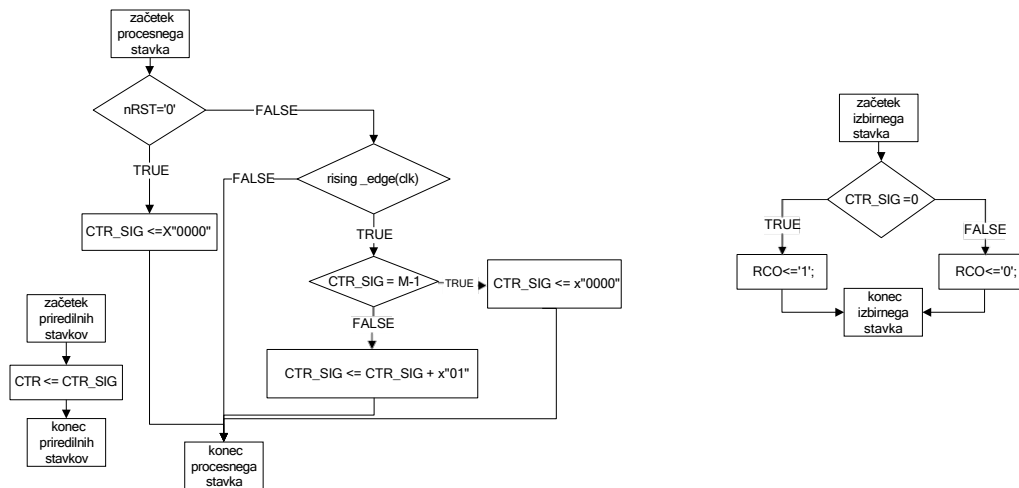 začetek
procesnega
stavka
nRST='0'
FALSE
TRUE
rising _edge(clk)
FALSE
TRUE
CTR_SIG <=X"0000"
CTR_SIG = M-1
TRUE
CTR_SIG <= x"0000"
FALSE
CTR_SIG <= CTR_SIG + x"01"
konec
procesnega
stavka
začetek
priredilnih
stavkov
CTR <= CTR_SIG
konec
priredilnih
stavkov
začetek
izbirnega
stavka
CTR_SIG =0
TRUE
FALSE
RCO<='1';
RCO<='0';
konec
izbirnega
stavka